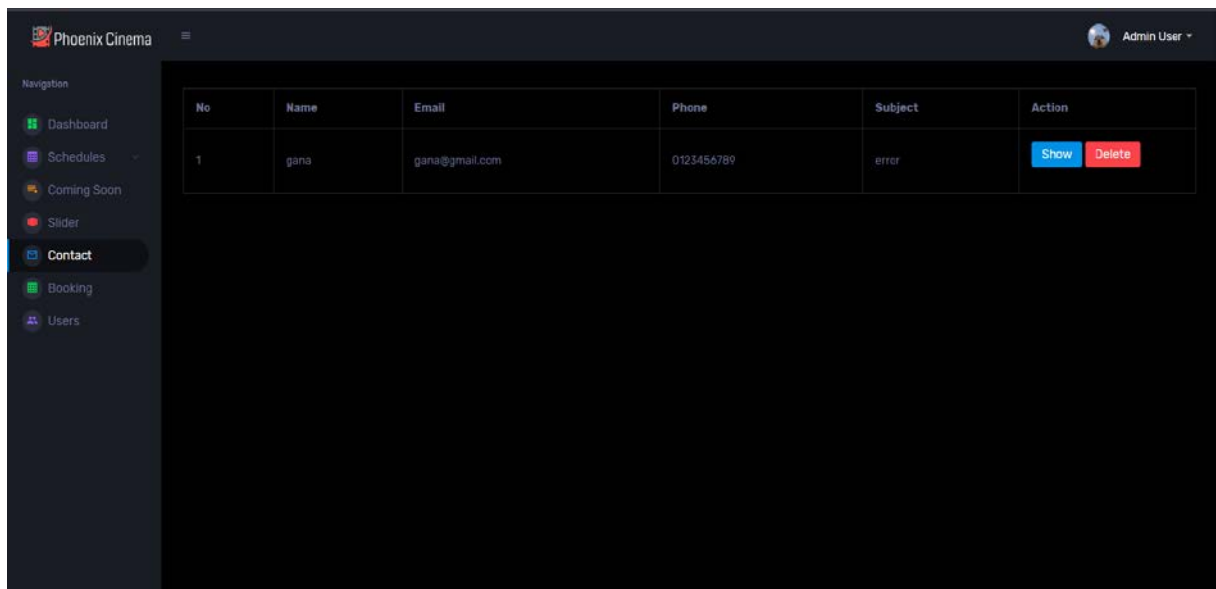 Phoenix Cinema
Admin User
Navigation
Dashboard
Schedules
Coming Soon
Slider
Contact
Booking
Users
No Name Email Phone Subject Action
1 gana gana@gmail.com 0123456789 error Show Delete